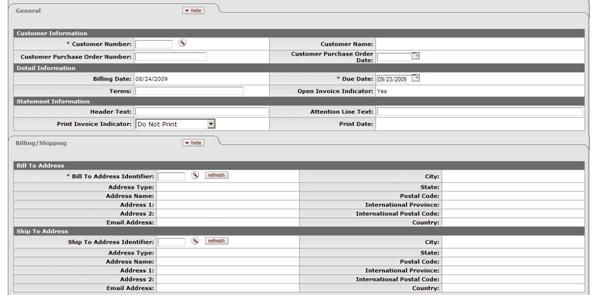 General hide
Customer Information
* Customer Number: Customer Name:
Customer Purchase Order Number: Customer Purchase Order Date:
Detail Information
Billing Date: 08/24/2009 * Due Date: 09/23/2009
Terms: Open Invoice Indicator: Yes
Statement Information
Header Text: Attention Line Text:
Print Invoice Indicator: Do Not Print Print Date:
Billing/Shipping hide
Bill To Address
* Bill To Address Identifier: refresh City:
Address Type: State:
Address Name: Postal Code:
Address 1: International Province:
Address 2: International Postal Code:
Email Address: Country:
Ship To Address
Ship To Address Identifier: refresh City:
Address Type: State:
Address Name: Postal Code:
Address 1: International Province:
Address 2: International Postal Code:
Email Address: Country: